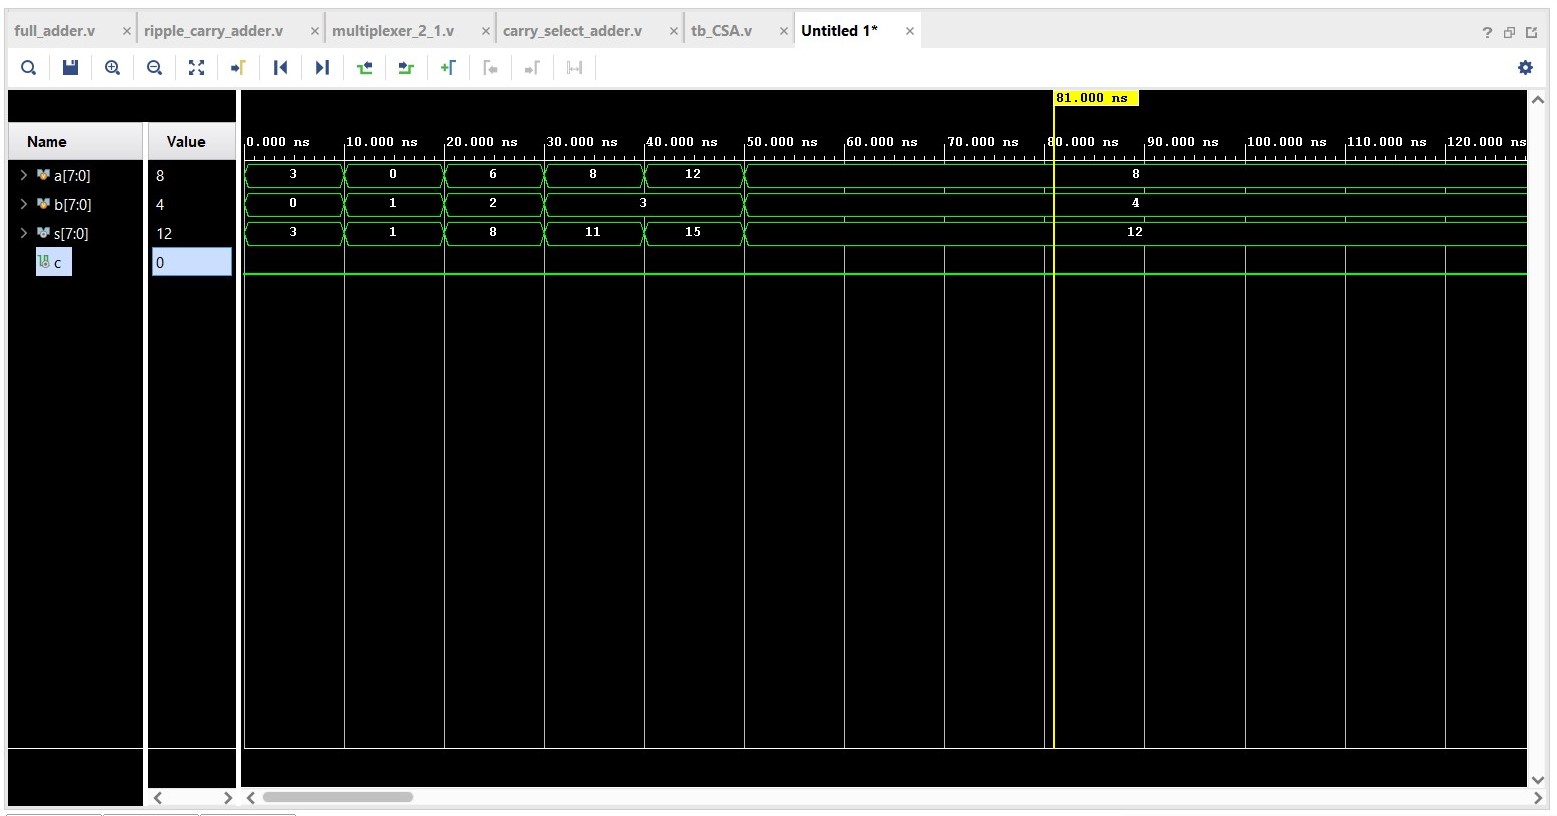 full_adder.v × ripple_carry_adder.v × multiplexer_2_1.v × carry_select_adder.v × tb_CSA.v × Untitled 1* × ?
81.000 ns
Name Value
0.000 ns 10.000 ns 20.000 ns 30.000 ns 40.000 ns 50.000 ns 60.000 ns 70.000 ns 80.000 ns 90.000 ns 100.000 ns 110.000 ns 120.000 ns
a[7:0] 8 3 0 6 8 12 8
b[7:0] 4 0 1 2 3 4
s[7:0] 12 3 1 8 11 15 12
c 0